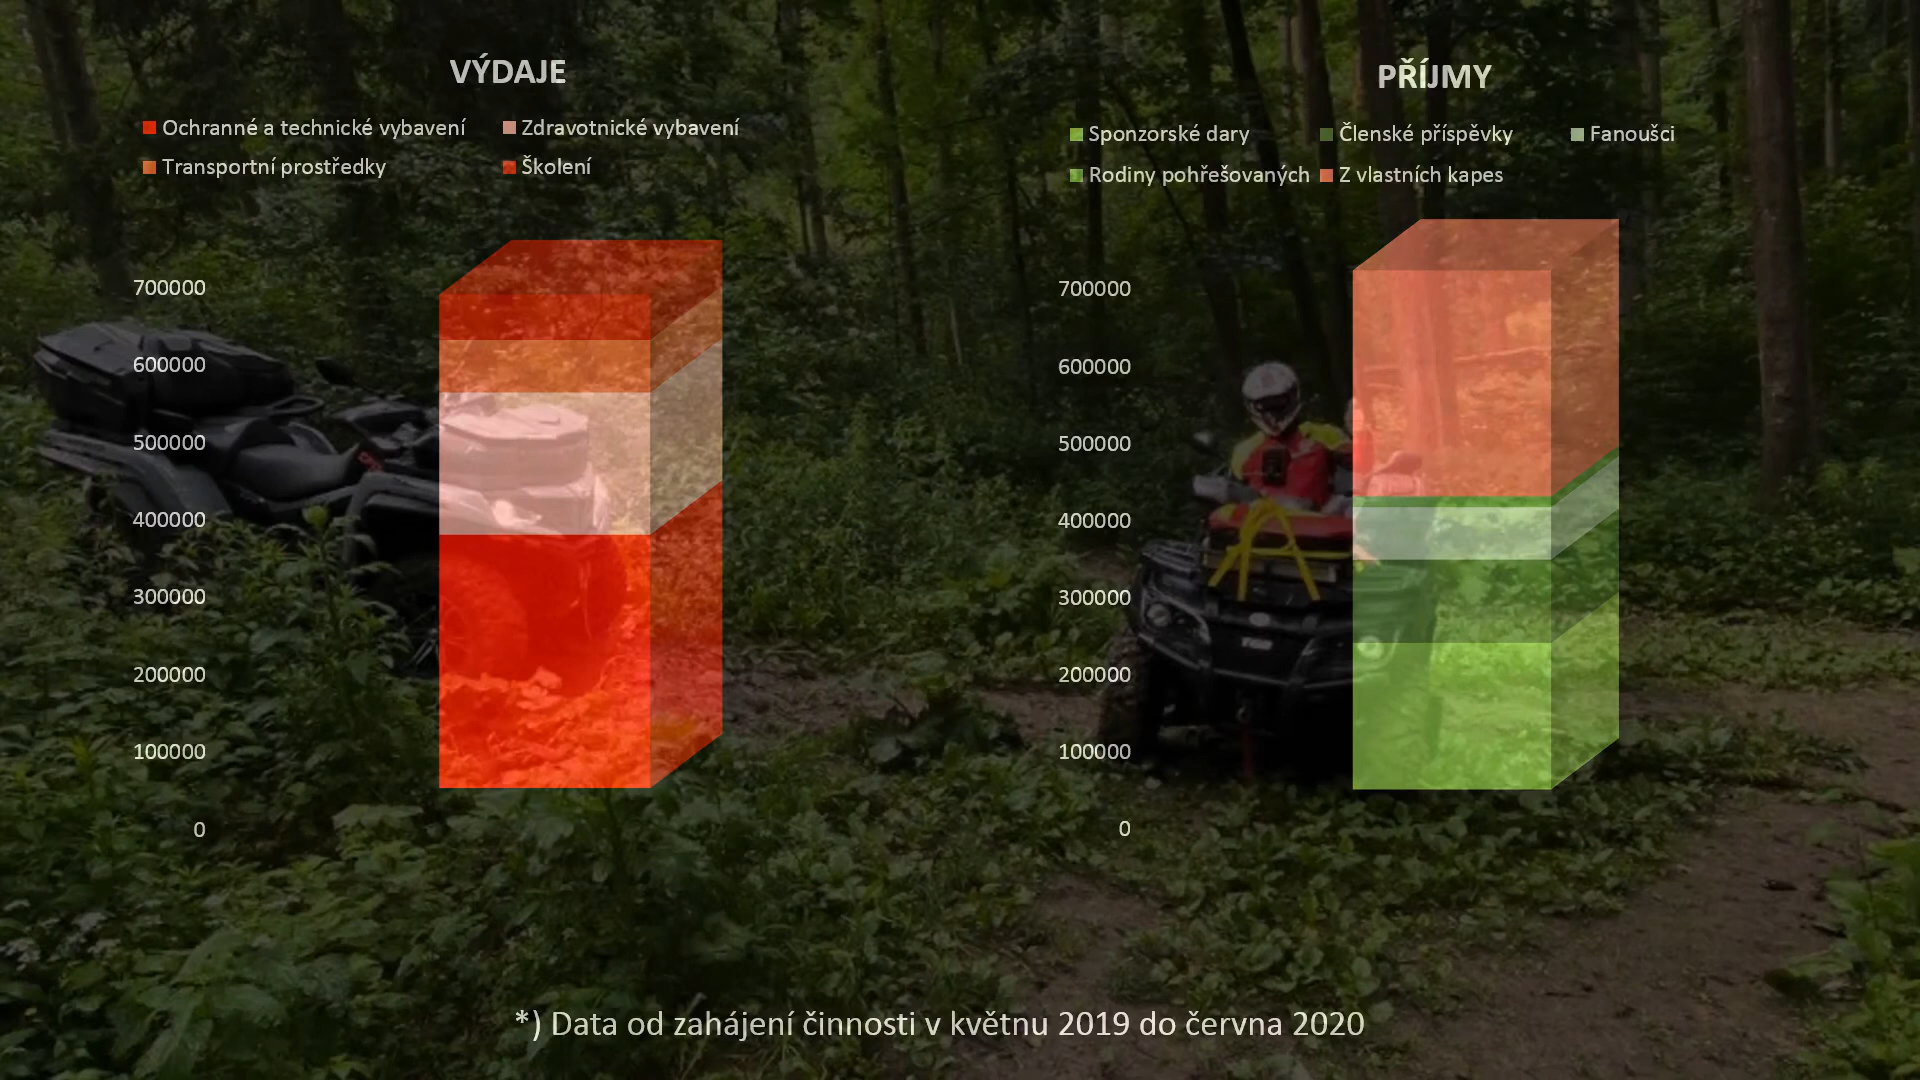 VÝDAJE
Ochranné a technické vybavení
Zdravotnické vybavení
Transportní prostředky
Školení
700000
600000
500000
400000
300000
200000
100000
0
PŘÍJMY
Sponzorské dary
Členské příspěvky
Fanoušci
Rodiny pohřešovaných
Z vlastních kapes
700000
600000
500000
400000
300000
200000
100000
0
*) Data od zahájení činnosti v květnu 2019 do června 2020